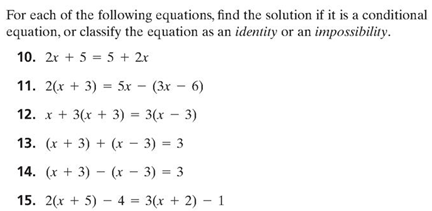 For each of the following equations, find the solution if it is a conditional
equation, or classify the equation as an identity or an impossibility.
10. 2x + 5 = 5 + 2x
11. 2(x + 3) = 5x − (3x − 6)
12. x + 3(x + 3) = 3(x − 3)
13. (x + 3) + (x − 3) = 3
14. (x + 3) − (x − 3) = 3
15. 2(x + 5) − 4 = 3(x + 2) − 1